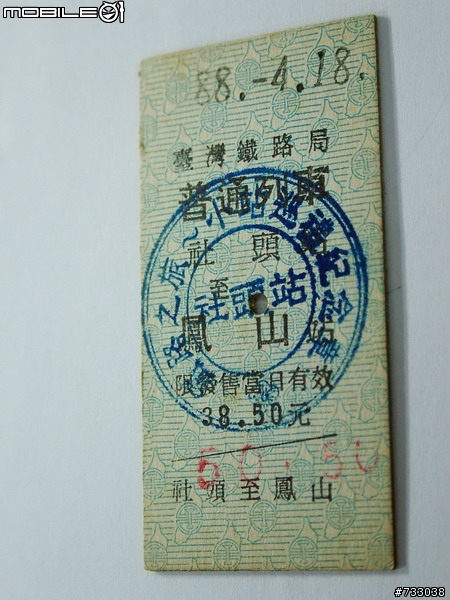 mobile01
88.-4.18.
臺灣鐵路局
普通列車
社頭站
至
鳳山站
社頭站
限發售當日有效
38.50元
50.50
社頭至鳳山
#733038